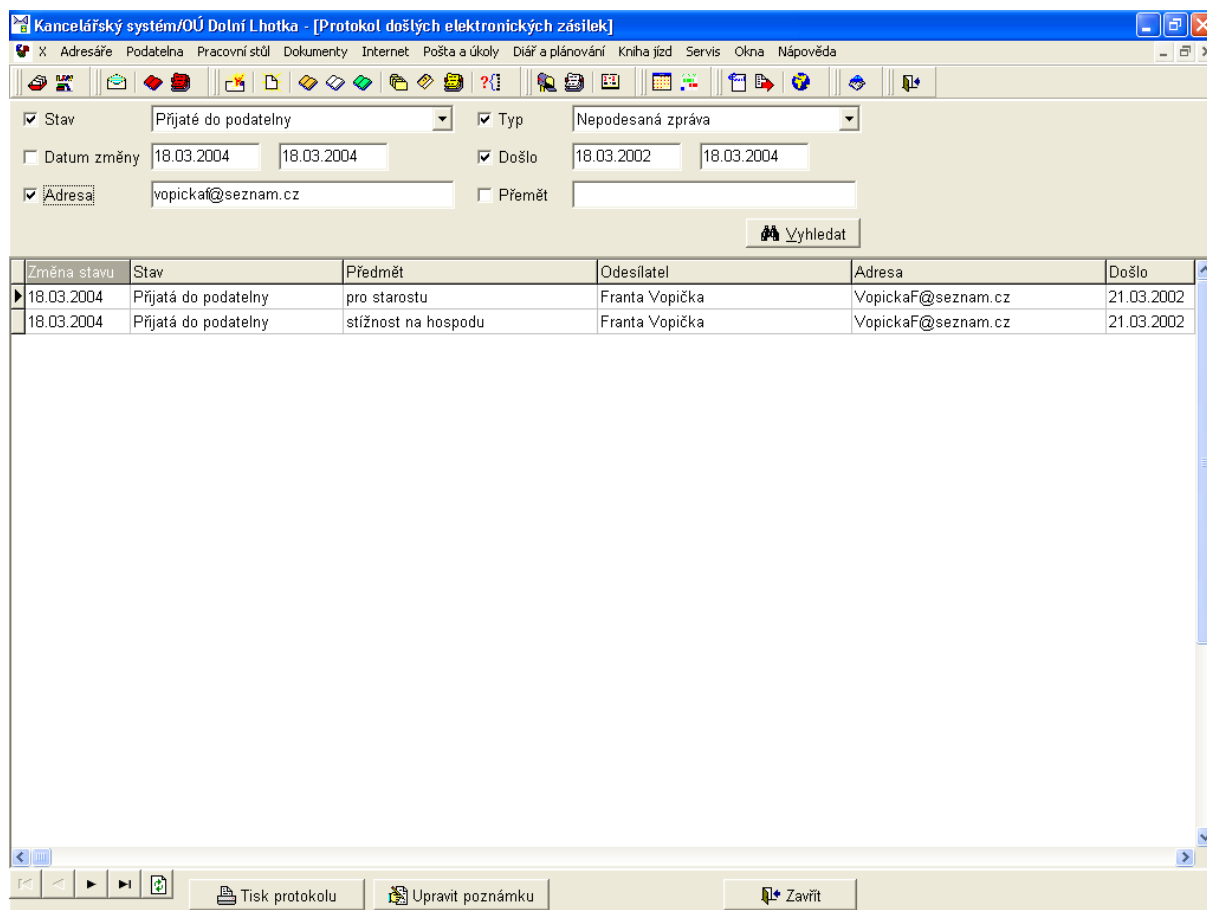 Kancelářský systém/OÚ Dolní Lhotka - [Protokol došlých elektronických zásilek]
X Adresáře Podatelna Pracovní stůl Dokumenty Internet Pošta a úkoly Diář a plánování Kniha jízd Servis Okna Nápověda
Stav Přijaté do podatelny Typ Nepodesaná zpráva
Datum změny 18.03.2004 18.03.2004 Došlo 18.03.2002 18.03.2004
Adresa vopickaf@seznam.cz Přemět
Vyhledat
Změna stavu Stav Předmět Odesílatel Adresa Došlo
18.03.2004 Přijatá do podatelny pro starostu Franta Vopička VopickaF@seznam.cz 21.03.2002
18.03.2004 Přijatá do podatelny stížnost na hospodu Franta Vopička VopickaF@seznam.cz 21.03.2002
Tisk protokolu Upravit poznámku Zavřít